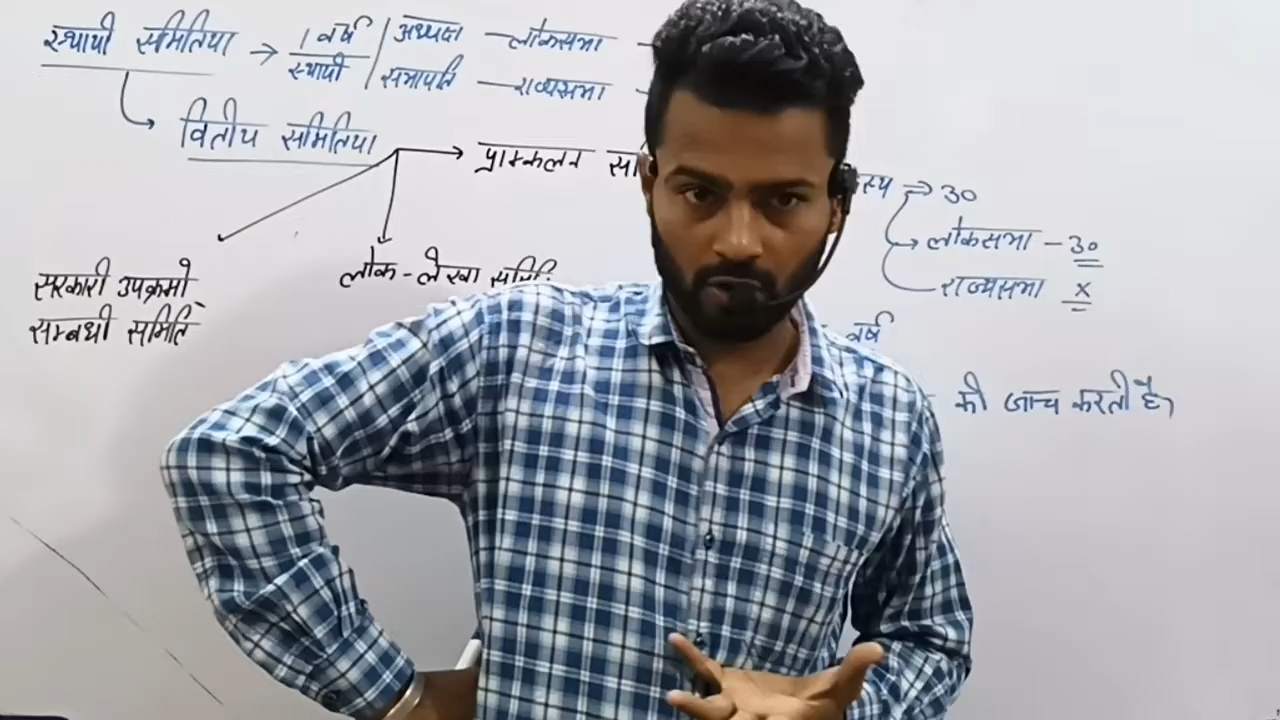 स्थायी समितिया → 1 वर्ष / अध्यक्ष — लोकसभा —
स्थायी / सभापति — राज्यसभा —
वितीय समितिया → प्राक्कलन
→ 30
लोकसभा – 30
राज्यसभा x
सरकारी उपक्रमो
सम्बधी समिति
लोक-लेखा
वर्ष
की जान्च करती है,